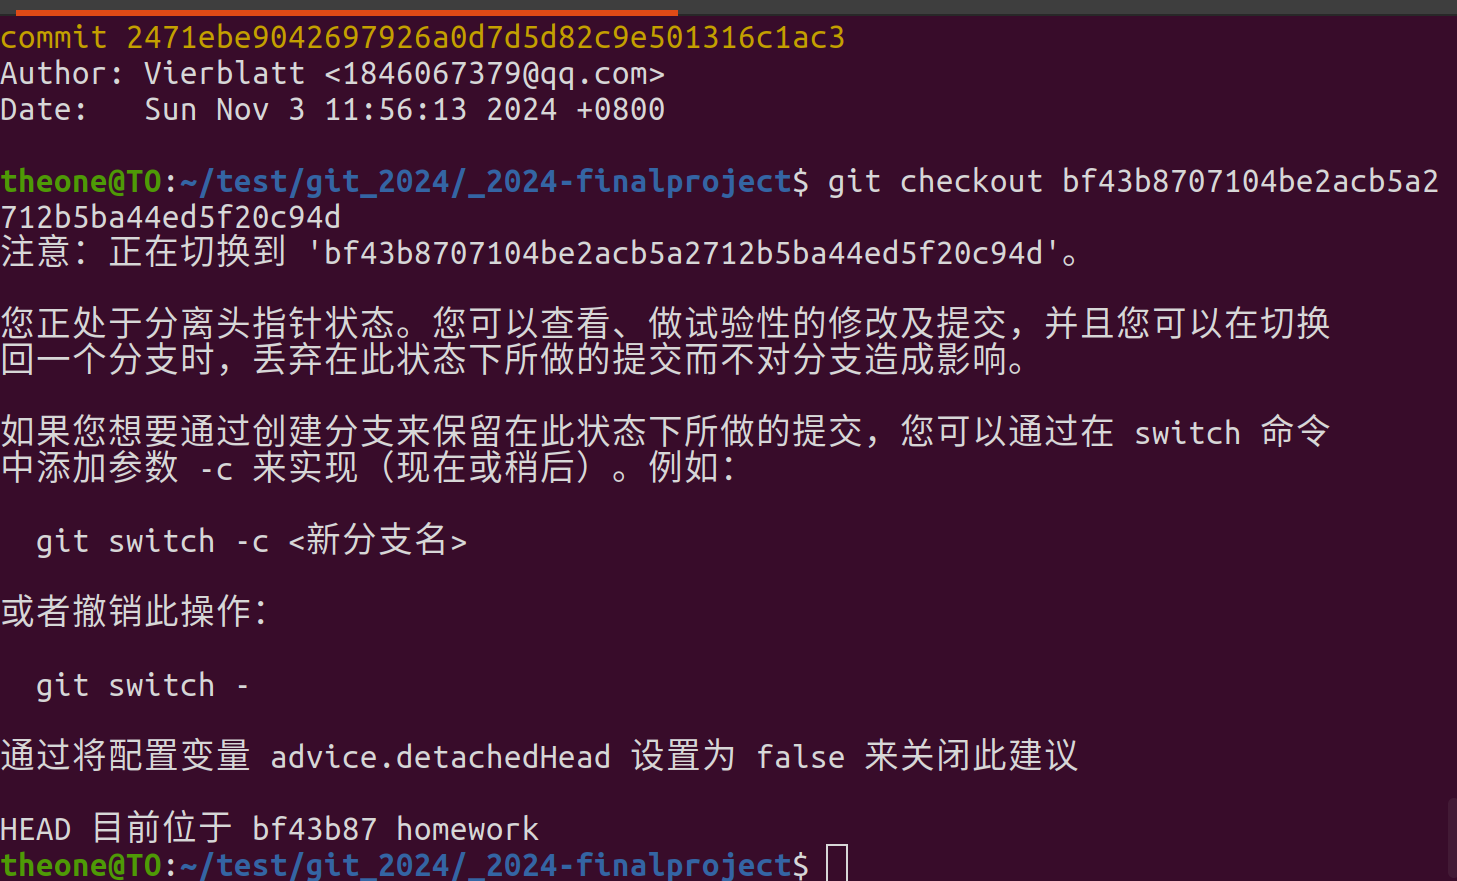 commit 2471ebe9042697926a0d7d5d82c9e501316c1ac3
Author: Vierblatt <1846067379@qq.com>
Date:   Sun Nov 3 11:56:13 2024 +0800
theone@TO:~/test/git_2024/_2024-finalproject$ git checkout bf43b8707104be2acb5a2
712b5ba44ed5f20c94d
注意：正在切换到 'bf43b8707104be2acb5a2712b5ba44ed5f20c94d'。
您正处于分离头指针状态。您可以查看、做试验性的修改及提交，并且您可以在切换
回一个分支时，丢弃在此状态下所做的提交而不对分支造成影响。
如果您想要通过创建分支来保留在此状态下所做的提交，您可以通过在 switch 命令
中添加参数 -c 来实现（现在或稍后）。例如：
  git switch -c <新分支名>
或者撤销此操作：
  git switch -
通过将配置变量 advice.detachedHead 设置为 false 来关闭此建议
HEAD 目前位于 bf43b87 homework
theone@TO:~/test/git_2024/_2024-finalproject$